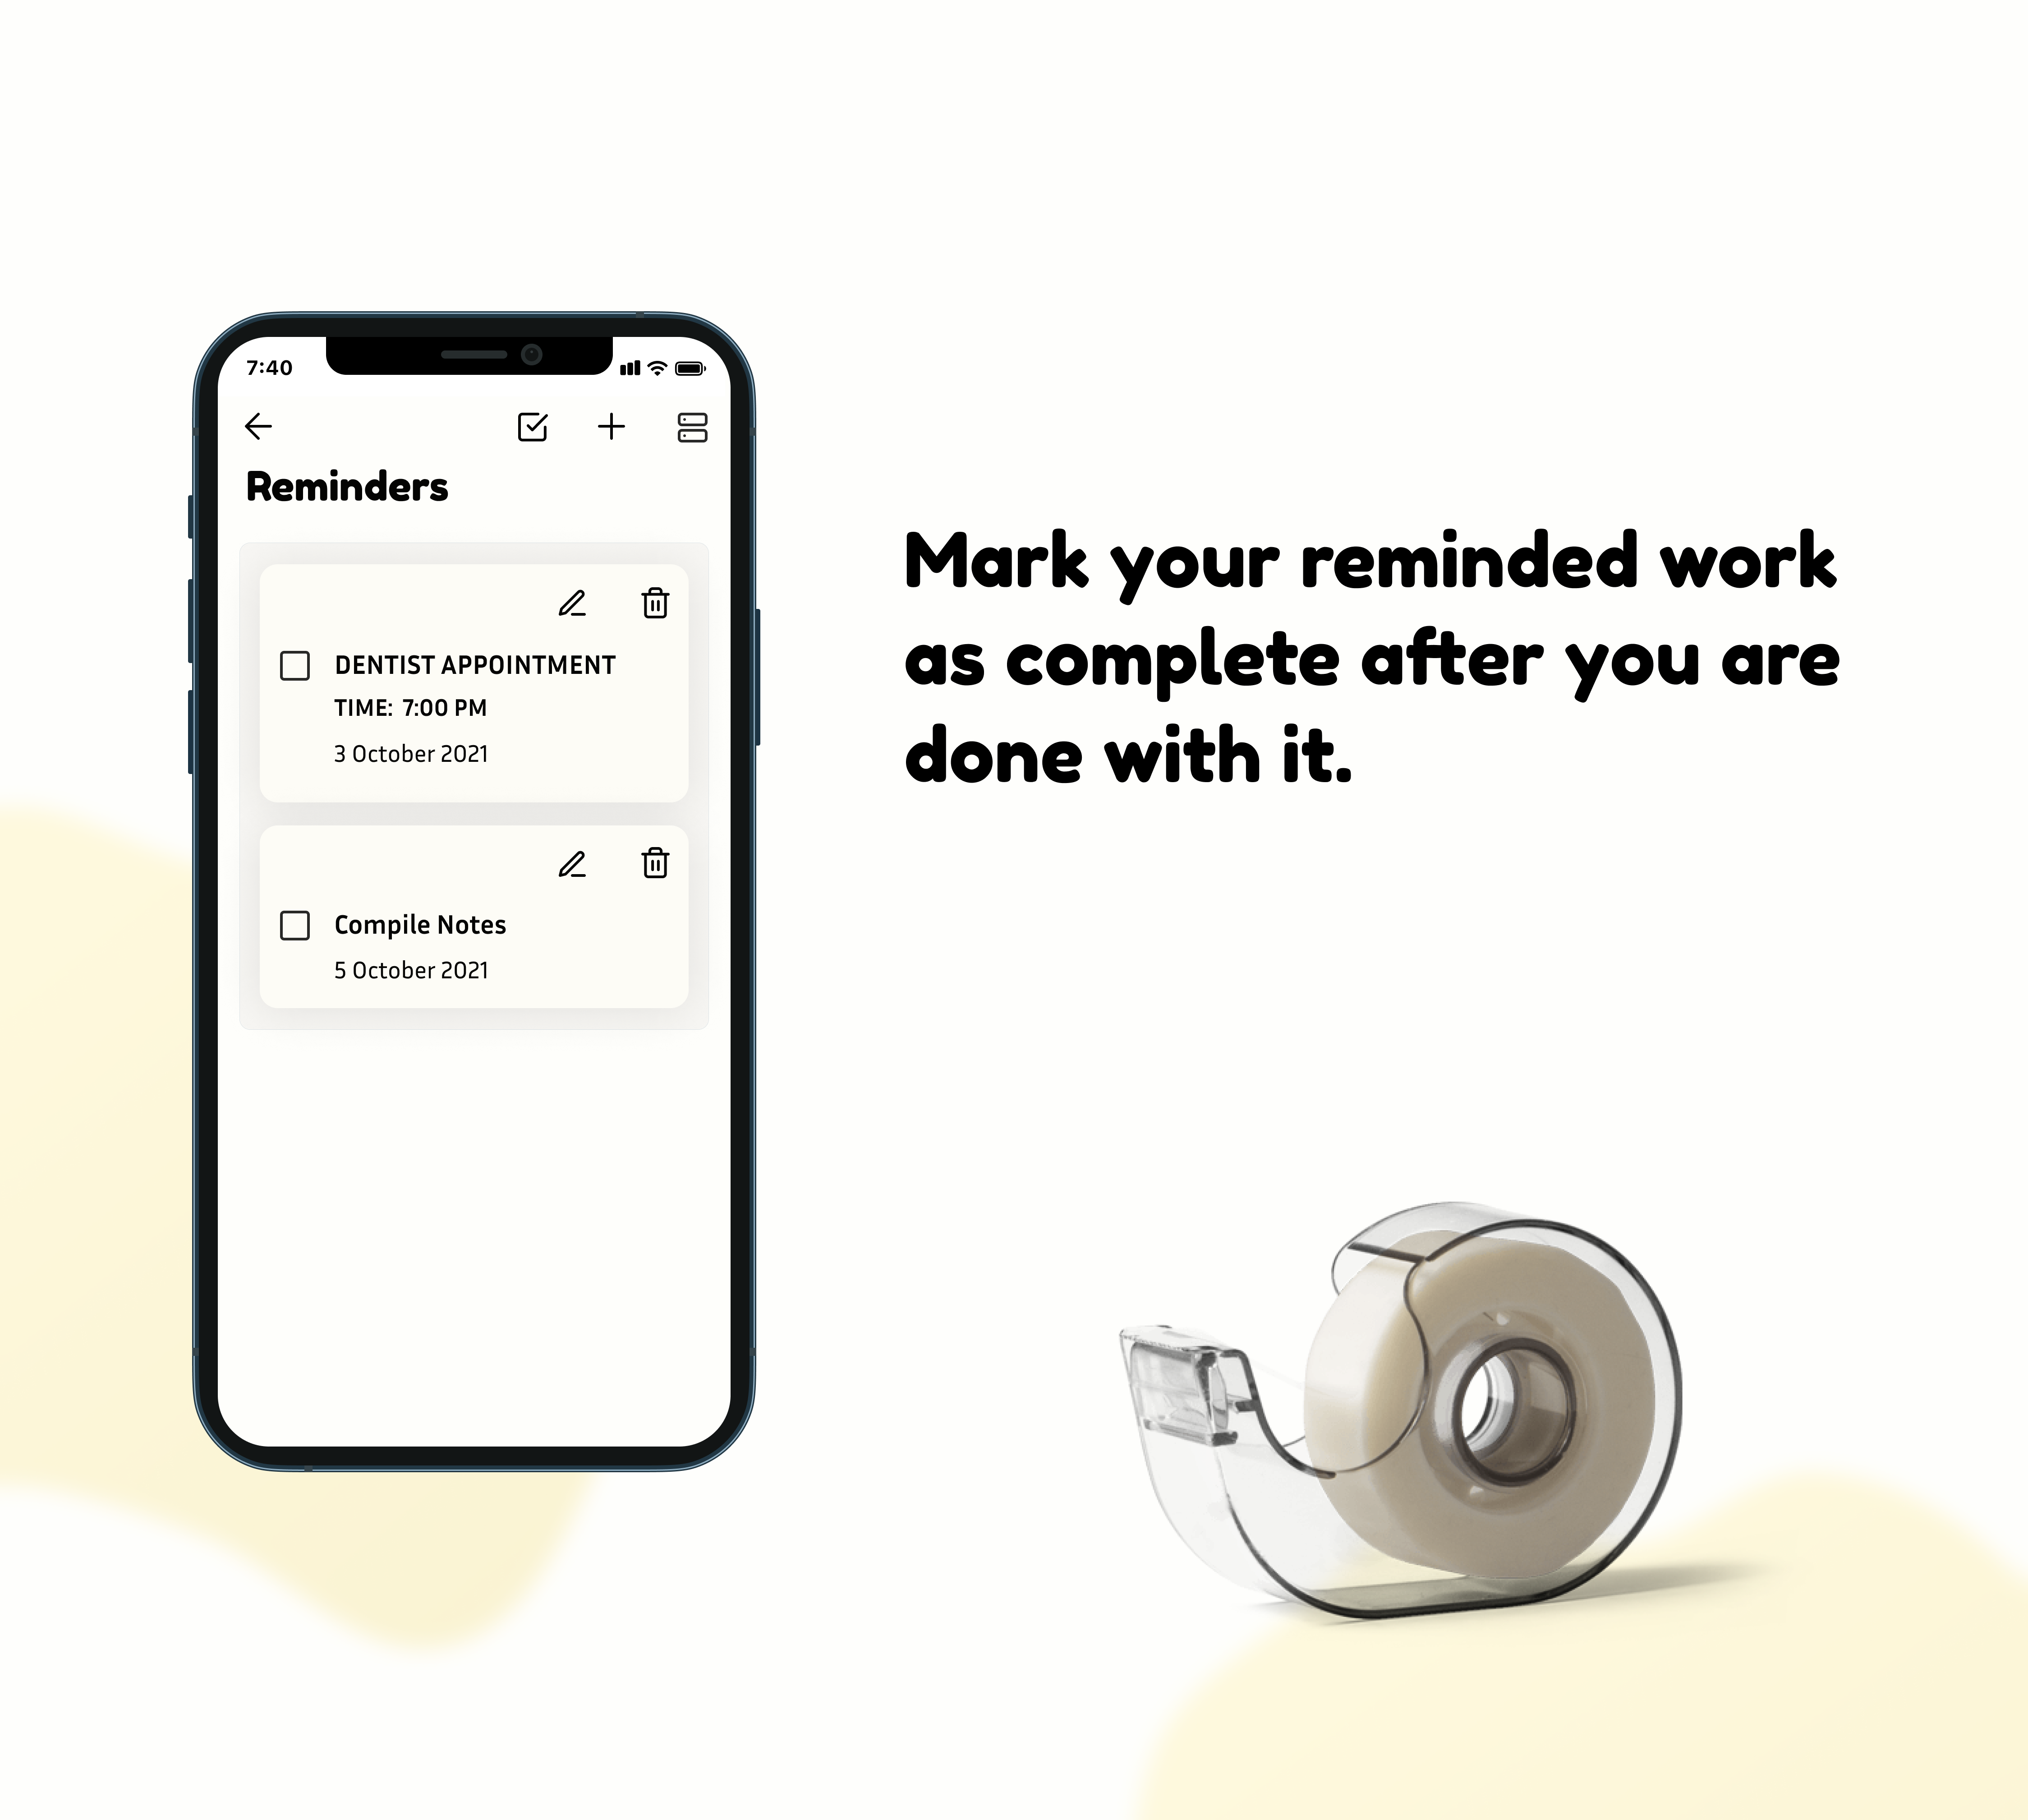 7:40
Reminders
DENTIST APPOINTMENT
TIME: 7:00 PM
3 October 2021
Compile Notes
5 October 2021
Mark your reminded work
as complete after you are
done with it.